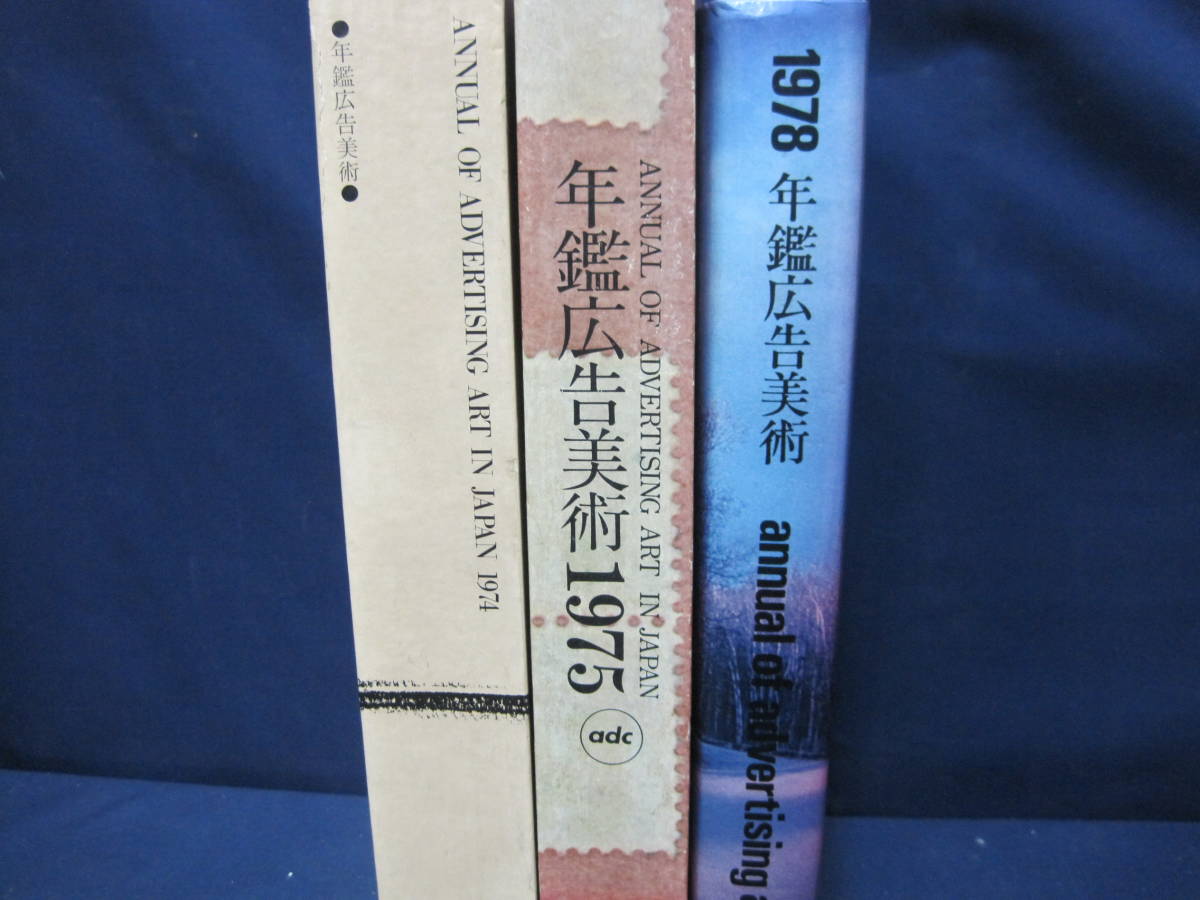 ●年鑑広告美術●
ANNUAL OF ADVERTISING ART IN JAPAN 1974
年鑑広告美術1975
ANNUAL OF ADVERTISING ART IN JAPAN
adc
1978 年鑑広告美術 annual of advertising a